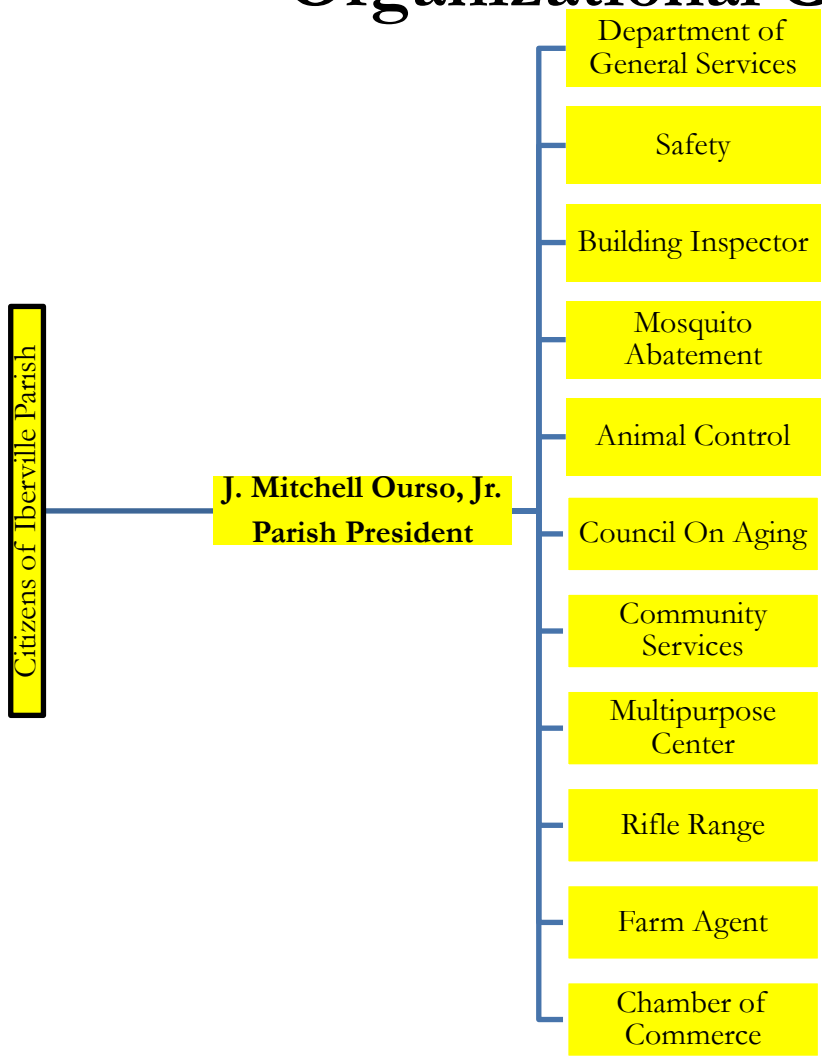 Department of
General Services
Safety
Building Inspector
Mosquito
Abatement
Animal Control
Citizens of Iberville Parish
J. Mitchell Ourso, Jr.
Parish President
Council On Aging
Community
Services
Multipurpose
Center
Rifle Range
Farm Agent
Chamber of
Commerce